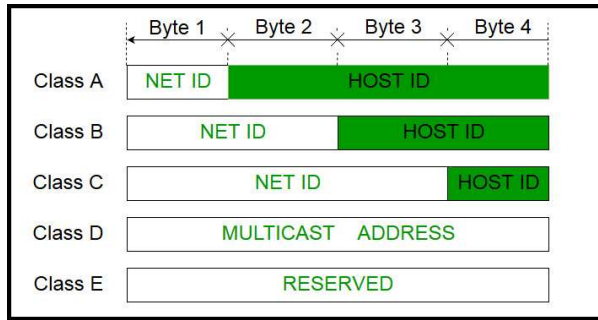 Byte 1 Byte 2 Byte 3 Byte 4
Class A NET ID HOST ID
Class B NET ID HOST ID
Class C NET ID HOST ID
Class D MULTICAST ADDRESS
Class E RESERVED